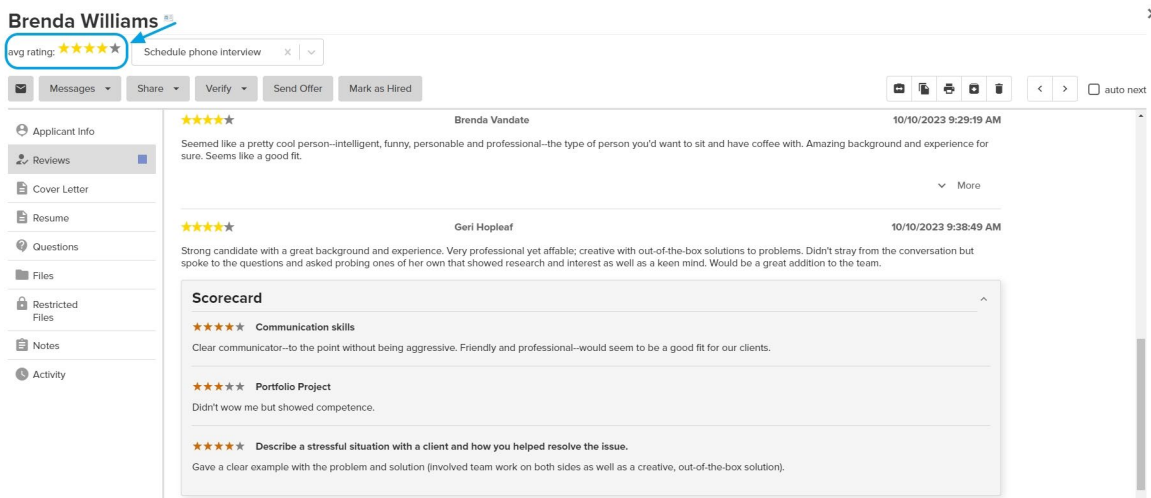 Brenda Williams
avg rating:
Schedule phone interview
Messages
Share
Verify
Send Offer
Mark as Hired
auto next
Applicant Info
Reviews
Cover Letter
Resume
Questions
Files
Restricted
Files
Notes
Activity
Brenda Vandate
10/10/2023 9:29:19 AM
Seemed like a pretty cool person--intelligent, funny, personable and professional--the type of person you'd want to sit and have coffee with. Amazing background and experience for
sure. Seems like a good fit.
More
Geri Hopleaf
10/10/2023 9:38:49 AM
Strong candidate with a great background and experience. Very professional yet affable; creative with out-of-the-box solutions to problems. Didn't stray from the conversation but
spoke to the questions and asked probing ones of her own that showed research and interest as well as a keen mind. Would be a great addition to the team.
Scorecard
Communication skills
Clear communicator--to the point without being aggressive. Friendly and professional--would seem to be a good fit for our clients.
Portfolio Project
Didn't wow me but showed competence.
Describe a stressful situation with a client and how you helped resolve the issue.
Gave a clear example with the problem and solution (involved team work on both sides as well as a creative, out-of-the-box solution).